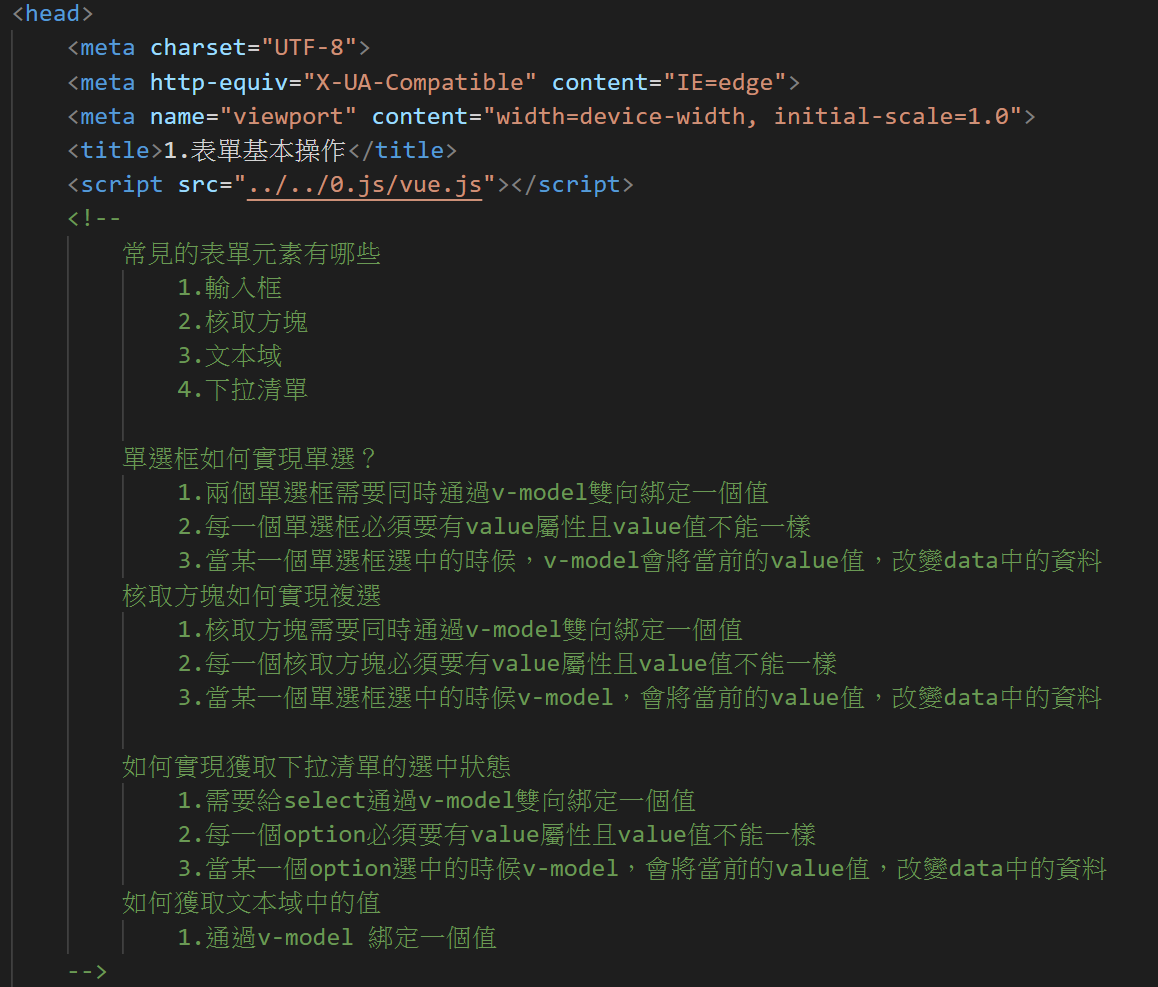 <head>
<meta charset="UTF-8">
<meta http-equiv="X-UA-Compatible" content="IE=edge">
<meta name="viewport" content="width=device-width, initial-scale=1.0">
<title>1.表單基本操作</title>
<script src="../../0.js/vue.js"></script>
<!--
常見的表單元素有哪些
1.輸入框
2.核取方塊
3.文本域
4.下拉清單
單選框如何實現單選？
1.兩個單選框需要同時通過v-model雙向綁定一個值
2.每一個單選框必須要有value屬性且value值不能一樣
3.當某一個單選框選中的時候，v-model會將當前的value值，改變data中的資料
核取方塊如何實現複選
1.核取方塊需要同時通過v-model雙向綁定一個值
2.每一個核取方塊必須要有value屬性且value值不能一樣
3.當某一個單選框選中的時候v-model，會將當前的value值，改變data中的資料
如何實現獲取下拉清單的選中狀態
1.需要給select通過v-model雙向綁定一個值
2.每一個option必須要有value屬性且value值不能一樣
3.當某一個option選中的時候v-model，會將當前的value值，改變data中的資料
如何獲取文本域中的值
1.通過v-model 綁定一個值
-->